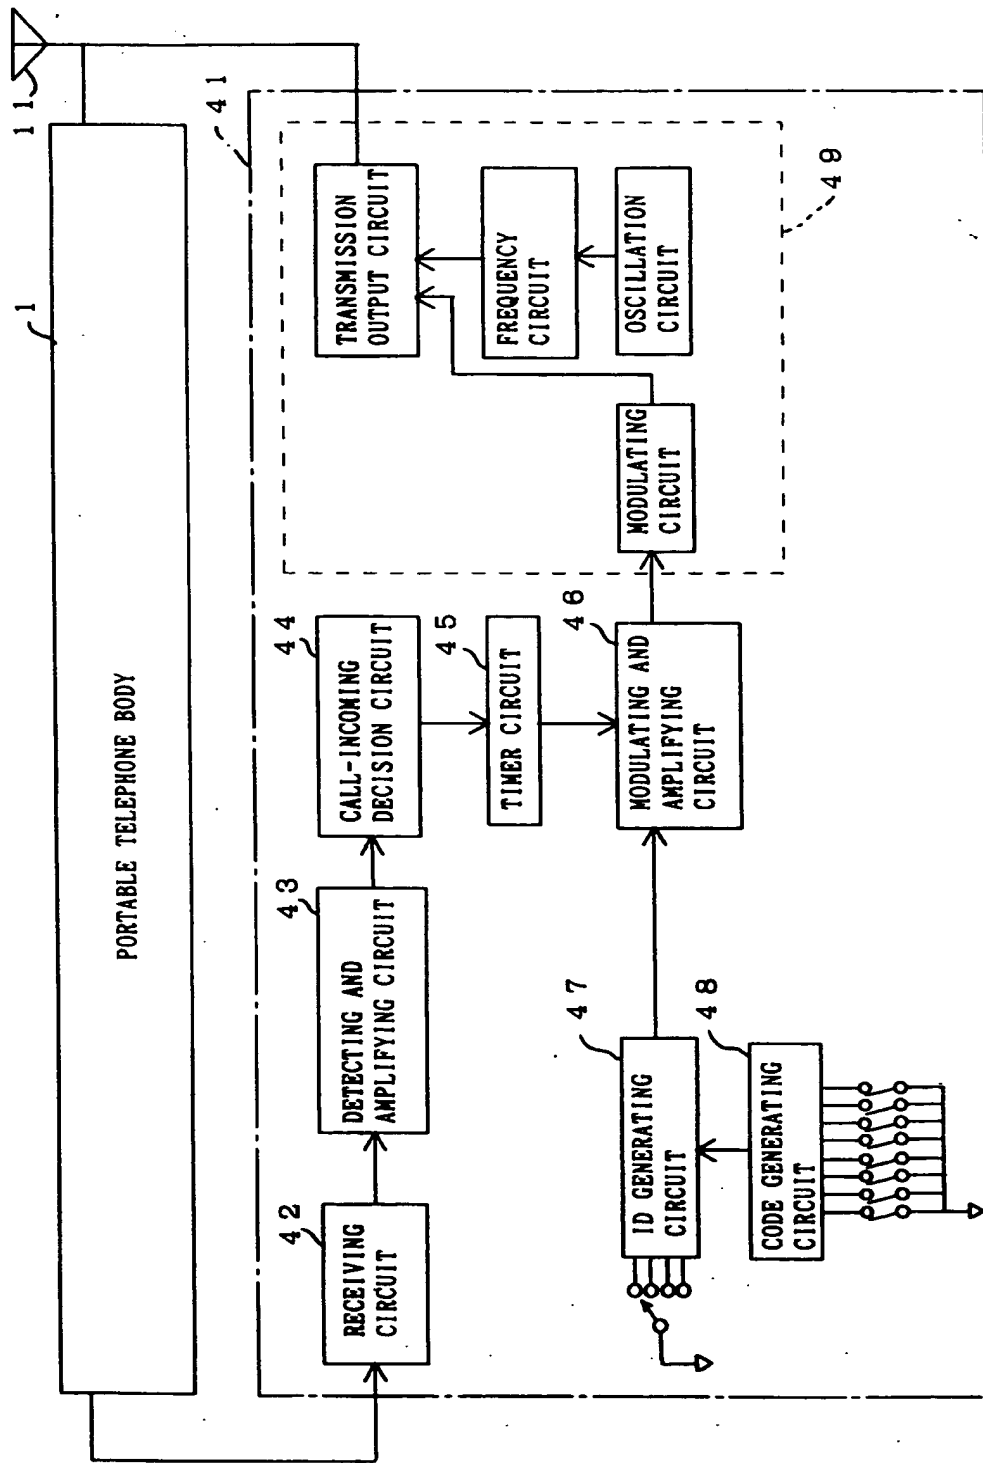 11
1
PORTABLE TELEPHONE BODY
41
42
RECEIVING
CIRCUIT
43
DETECTING AND
AMPLIFYING CIRCUIT
44
CALL-INCOMING
DECISION CIRCUIT
TRANSMISSION
OUTPUT CIRCUIT
45
TIMER CIRCUIT
FREQUENCY
CIRCUIT
47
ID GENERATING
CIRCUIT
46
MODULATING AND
AMPLIFYING
CIRCUIT
MODULATING
CIRCUIT
OSCILLATION
CIRCUIT
48
CODE GENERATING
CIRCUIT
49